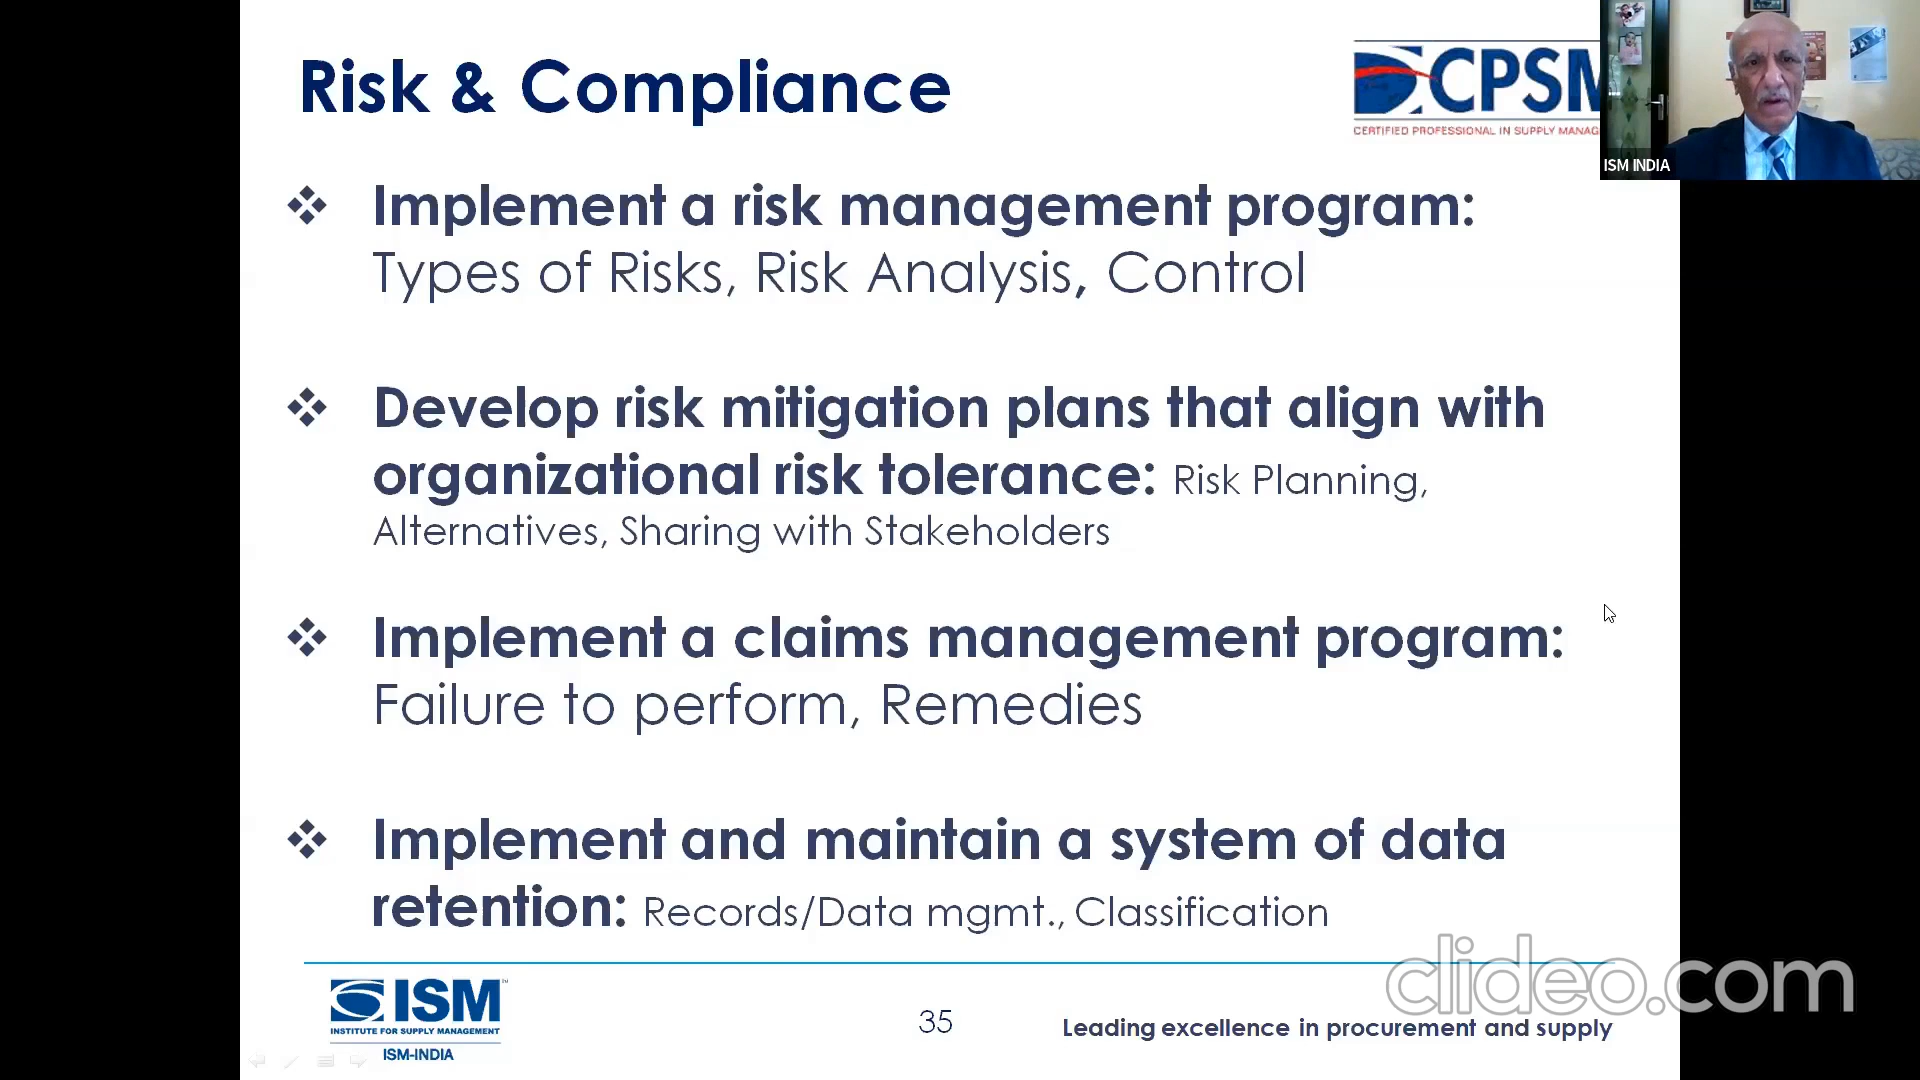 Risk & Compliance
CPSM
CERTIFIED PROFESSIONAL IN SUPPLY MANAG
ISM INDIA
Implement a risk management program:
Types of Risks, Risk Analysis, Control
Develop risk mitigation plans that align with
organizational risk tolerance: Risk Planning,
Alternatives, Sharing with Stakeholders
Implement a claims management program:
Failure to perform, Remedies
Implement and maintain a system of data
retention: Records/Data mgmt., Classification
ISM
INSTITUTE FOR SUPPLY MANAGEMENT
ISM-INDIA
35
Leading excellence in procurement and supply
clideo.com